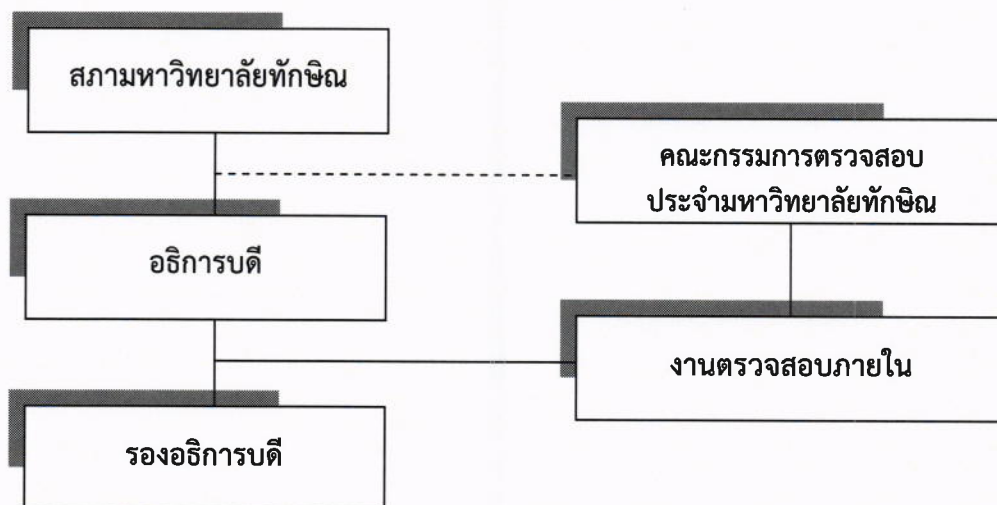 สภามหาวิทยาลัยทักษิณ
คณะกรรมการตรวจสอบ
ประจำมหาวิทยาลัยทักษิณ
อธิการบดี
งานตรวจสอบภายใน
รองอธิการบดี